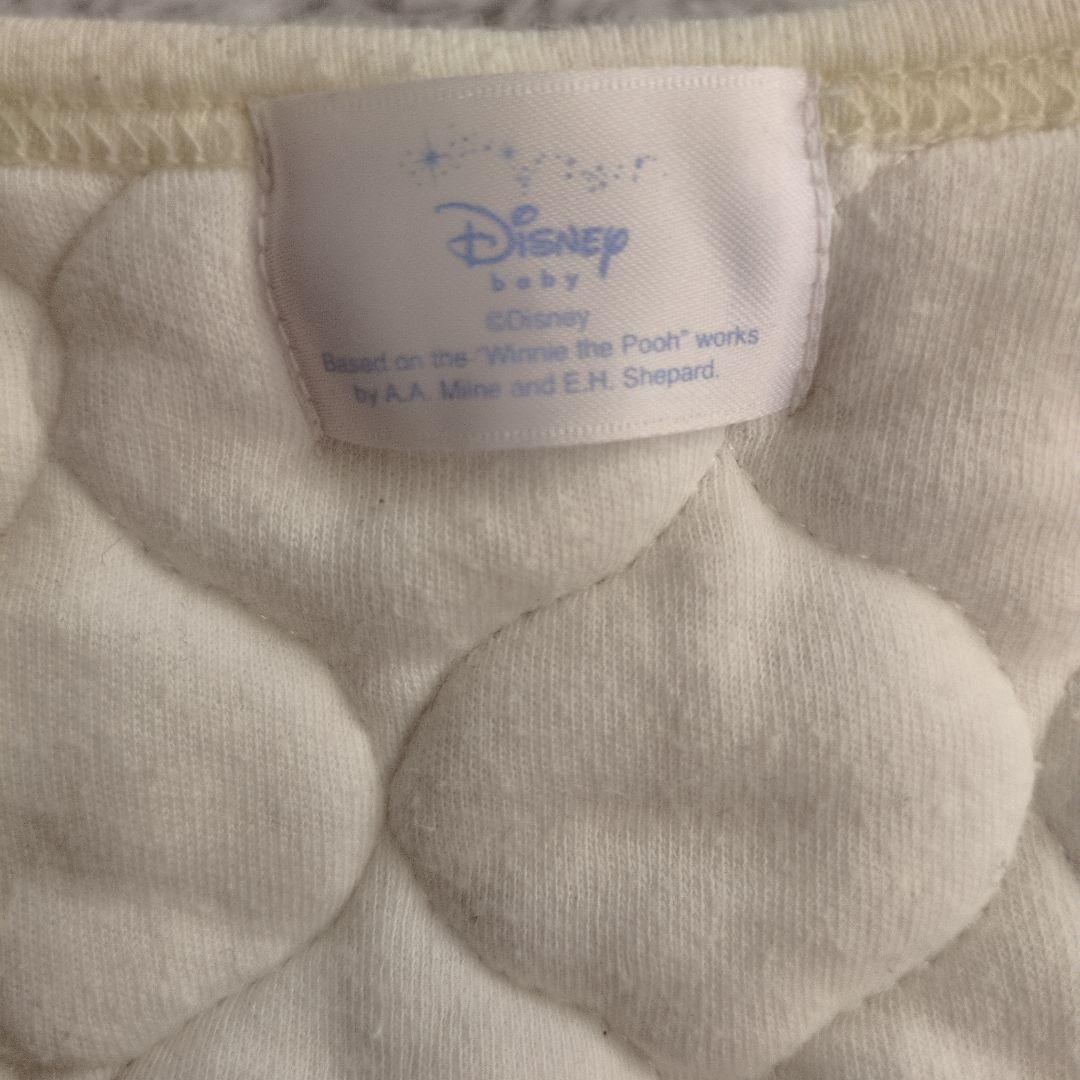 Disney
baby
©Disney
Based on the "Winnie the Pooh" works
by A.A. Milne and E.H. Shepard.